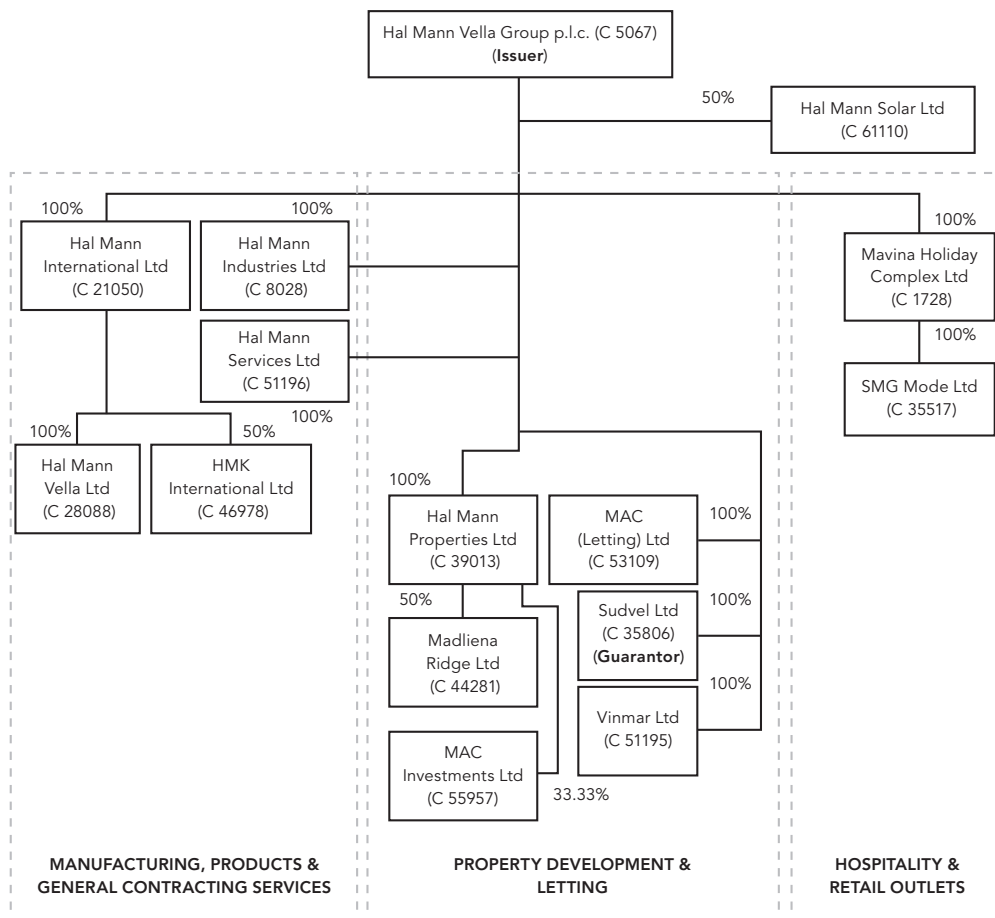 Hal Mann Vella Group p.l.c. (C 5067)
(Issuer)
50%
Hal Mann Solar Ltd
(C 61110)
100%
Hal Mann
International Ltd
(C 21050)
100%
Hal Mann
Industries Ltd
(C 8028)
Hal Mann
Services Ltd
(C 51196)
100%
100%
Hal Mann
Vella Ltd
(C 28088)
50%
HMK
International Ltd
(C 46978)
100%
Hal Mann
Properties Ltd
(C 39013)
50%
Madliena
Ridge Ltd
(C 44281)
MAC
Investments Ltd
(C 55957)
33.33%
MAC
(Letting) Ltd
(C 53109)
100%
Sudvel Ltd
(C 35806)
(Guarantor)
100%
Vinmar Ltd
(C 51195)
100%
100%
Mavina Holiday
Complex Ltd
(C 1728)
100%
SMG Mode Ltd
(C 35517)
MANUFACTURING, PRODUCTS &
GENERAL CONTRACTING SERVICES
PROPERTY DEVELOPMENT &
LETTING
HOSPITALITY &
RETAIL OUTLETS